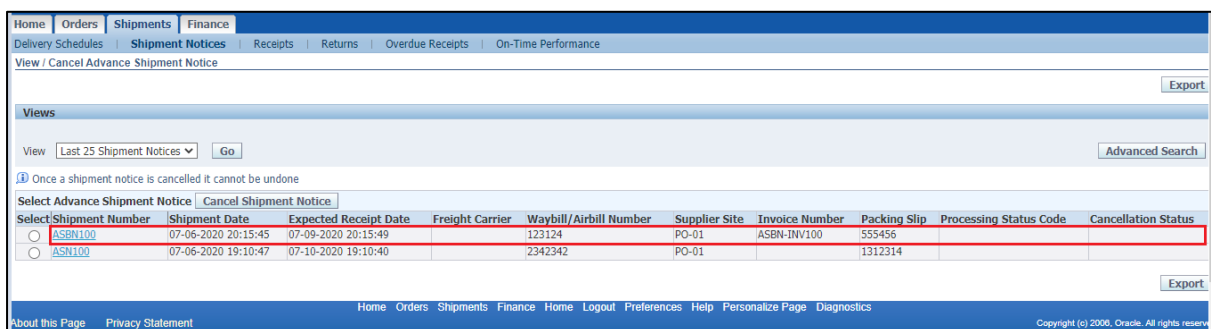 Home Orders Shipments Finance
Delivery Schedules | Shipment Notices | Receipts | Returns | Overdue Receipts | On-Time Performance
View / Cancel Advance Shipment Notice
Export
Views
View Last 25 Shipment Notices Go Advanced Search
Once a shipment notice is cancelled it cannot be undone
Select Advance Shipment Notice Cancel Shipment Notice
Select Shipment Number Shipment Date Expected Receipt Date Freight Carrier Waybill/Airbill Number Supplier Site Invoice Number Packing Slip Processing Status Code Cancellation Status
ASBN100 07-06-2020 20:15:45 07-09-2020 20:15:49 123124 PO-01 ASBN-INV100 555456
ASN100 07-06-2020 19:10:47 07-10-2020 19:10:40 2342342 PO-01 1312314
Export
Home Orders Shipments Finance Home Logout Preferences Help Personalize Page Diagnostics
About this Page Privacy Statement Copyright (c) 2006, Oracle. All rights reserve